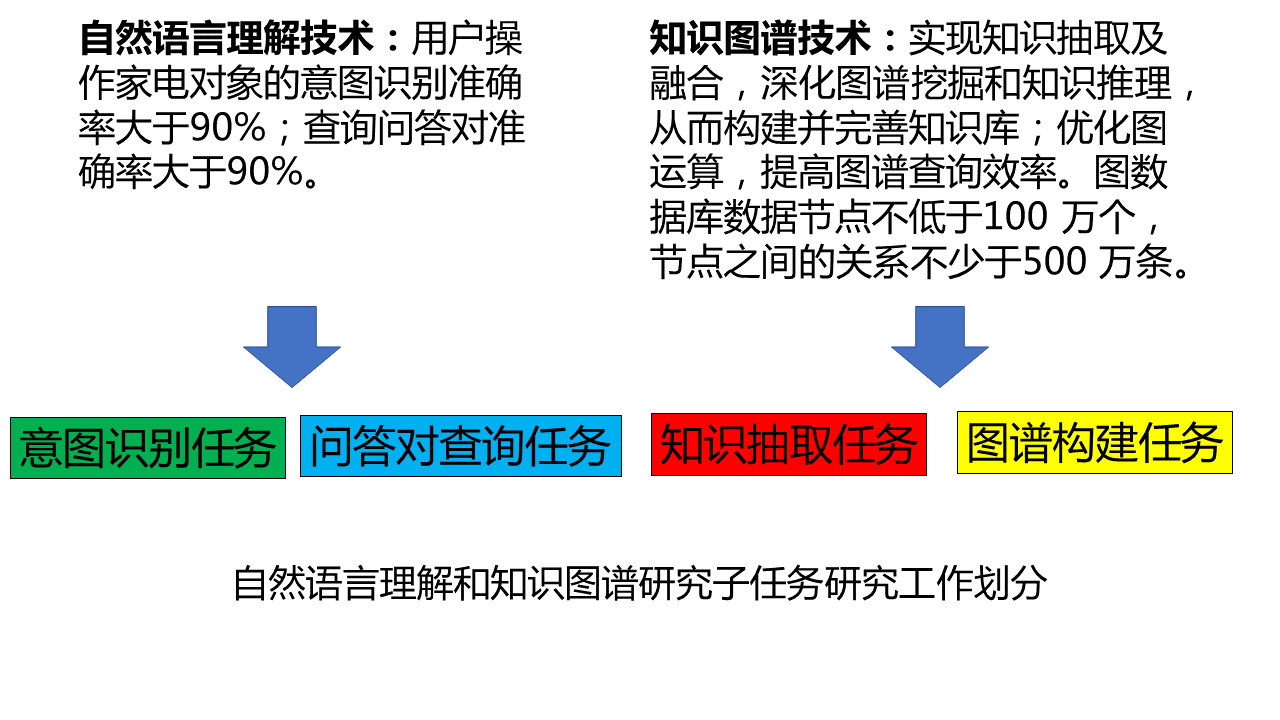 自然语言理解技术：用户操
作家电对象的意图识别准确
率大于90%；查询问答对准
确率大于90%。
知识图谱技术：实现知识抽取及
融合，深化图谱挖掘和知识推理，
从而构建并完善知识库；优化图
运算，提高图谱查询效率。图数
据库数据节点不低于100 万个，
节点之间的关系不少于500 万条。
意图识别任务
问答对查询任务
知识抽取任务
图谱构建任务
自然语言理解和知识图谱研究子任务研究工作划分